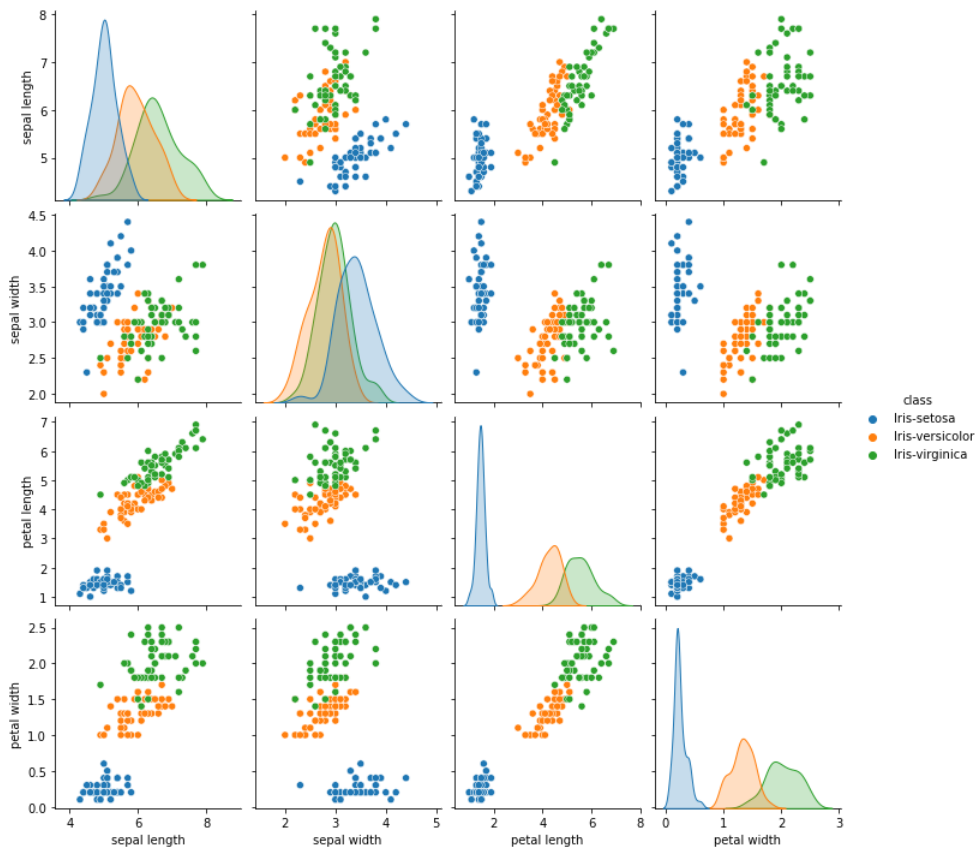 8
7
6
5
sepal length
4.5
4.0
3.5
3.0
2.5
2.0
sepal width
class
Iris-setosa
Iris-versicolor
Iris-virginica
7
6
5
4
3
2
1
petal length
2.5
2.0
1.5
1.0
0.5
0.0
petal width
4 6 8
sepal length
2 3 4 5
sepal width
2 4 6 8
petal length
0 1 2 3
petal width